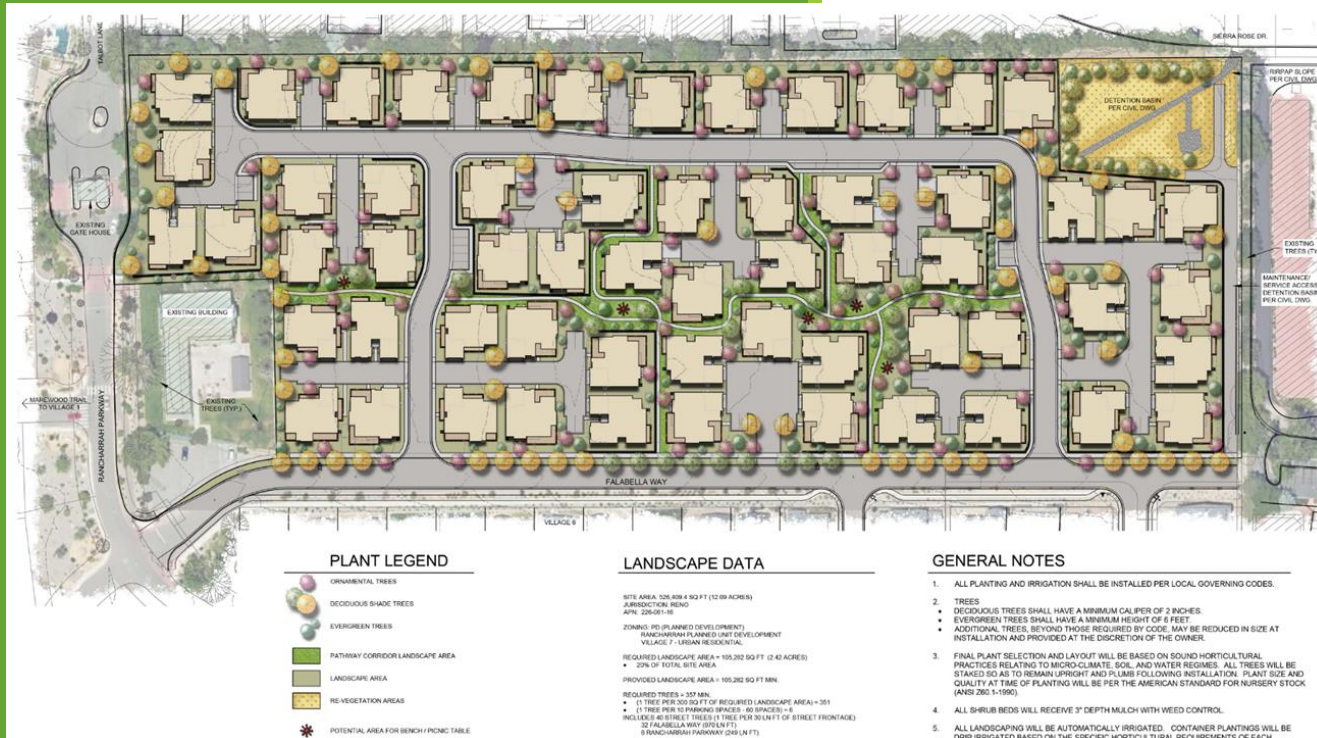 TALBOT LANE
SIERRA ROSE DR.
RIRPAP SLOPE
PER CIVIL DWG
DETENTION BASIN
PER CIVIL DWG
EXISTING
GATE HOUSE
EXISTING
TREES (TY
MAINTENANCE/
SERVICE ACCESS
DETENTION BASIN
PER CIVIL DWG
EXISTING BUILDING
EXISTING
TREES (TYP.)
MAREWOOD TRAIL
TO VILLAGE 1
RANCHARRAH PARKWAY
FALABELLA WAY
VILLAGE 6
PLANT LEGEND
ORNAMENTAL TREES
DECIDUOUS SHADE TREES
EVERGREEN TREES
PATHWAY CORRIDOR LANDSCAPE AREA
LANDSCAPE AREA
RE-VEGETATION AREAS
POTENTIAL AREA FOR BENCH / PICNIC TABLE
LANDSCAPE DATA
SITE AREA: 526,409.4 SQ FT (12.09 ACRES)
JURISDICTION: RENO
APN: 226-061-16
ZONING: PD (PLANNED DEVELOPMENT)
RANCHARRAH PLANNED UNIT DEVELOPMENT
VILLAGE 7 - URBAN RESIDENTIAL
REQUIRED LANDSCAPE AREA = 105,282 SQ FT (2.42 ACRES)
• 20% OF TOTAL SITE AREA
PROVIDED LANDSCAPE AREA = 105,282 SQ FT MIN.
REQUIRED TREES = 357 MIN.
• (1 TREE PER 300 SQ FT OF REQUIRED LANDSCAPE AREA) = 351
• (1 TREE PER 10 PARKING SPACES - 60 SPACES) = 6
INCLUDES 40 STREET TREES (1 TREE PER 30 LN FT OF STREET FRONTAGE)
32 FALABELLA WAY (970 LN FT)
8 RANCHARRAH PARKWAY (249 LN FT)
GENERAL NOTES
1. ALL PLANTING AND IRRIGATION SHALL BE INSTALLED PER LOCAL GOVERNING CODES.
2. TREES
• DECIDUOUS TREES SHALL HAVE A MINIMUM CALIPER OF 2 INCHES.
• EVERGREEN TREES SHALL HAVE A MINIMUM HEIGHT OF 6 FEET.
• ADDITIONAL TREES, BEYOND THOSE REQUIRED BY CODE, MAY BE REDUCED IN SIZE AT
INSTALLATION AND PROVIDED AT THE DISCRETION OF THE OWNER.
3. FINAL PLANT SELECTION AND LAYOUT WILL BE BASED ON SOUND HORTICULTURAL
PRACTICES RELATING TO MICRO-CLIMATE, SOIL, AND WATER REGIMES. ALL TREES WILL BE
STAKED SO AS TO REMAIN UPRIGHT AND PLUMB FOLLOWING INSTALLATION. PLANT SIZE AND
QUALITY AT TIME OF PLANTING WILL BE PER THE AMERICAN STANDARD FOR NURSERY STOCK
(ANSI Z60.1-1990).
4. ALL SHRUB BEDS WILL RECEIVE 3" DEPTH MULCH WITH WEED CONTROL.
5. ALL LANDSCAPING WILL BE AUTOMATICALLY IRRIGATED. CONTAINER PLANTINGS WILL BE
DRIP IRRIGATED BASED ON THE SPECIFIC HORTICULTURAL REQUIREMENTS OF EACH